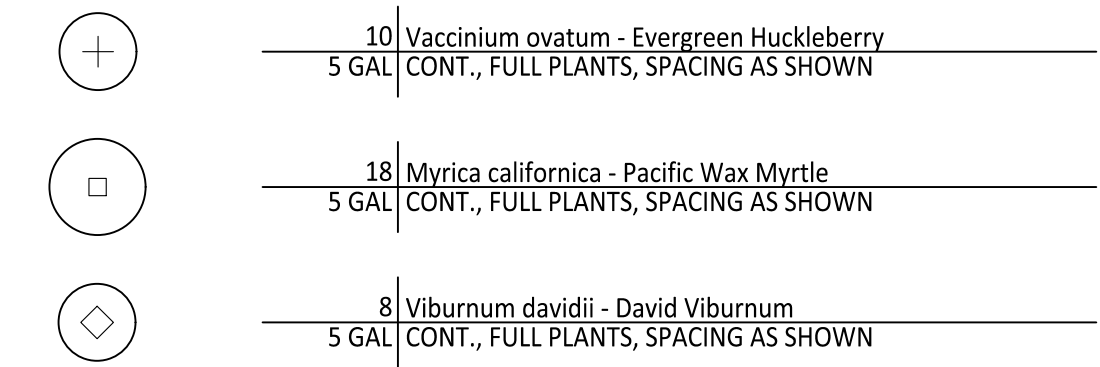 10 Vaccinium ovatum - Evergreen Huckleberry
5 GAL CONT., FULL PLANTS, SPACING AS SHOWN
18 Myrica californica - Pacific Wax Myrtle
5 GAL CONT., FULL PLANTS, SPACING AS SHOWN
8 Viburnum davidii - David Viburnum
5 GAL CONT., FULL PLANTS, SPACING AS SHOWN